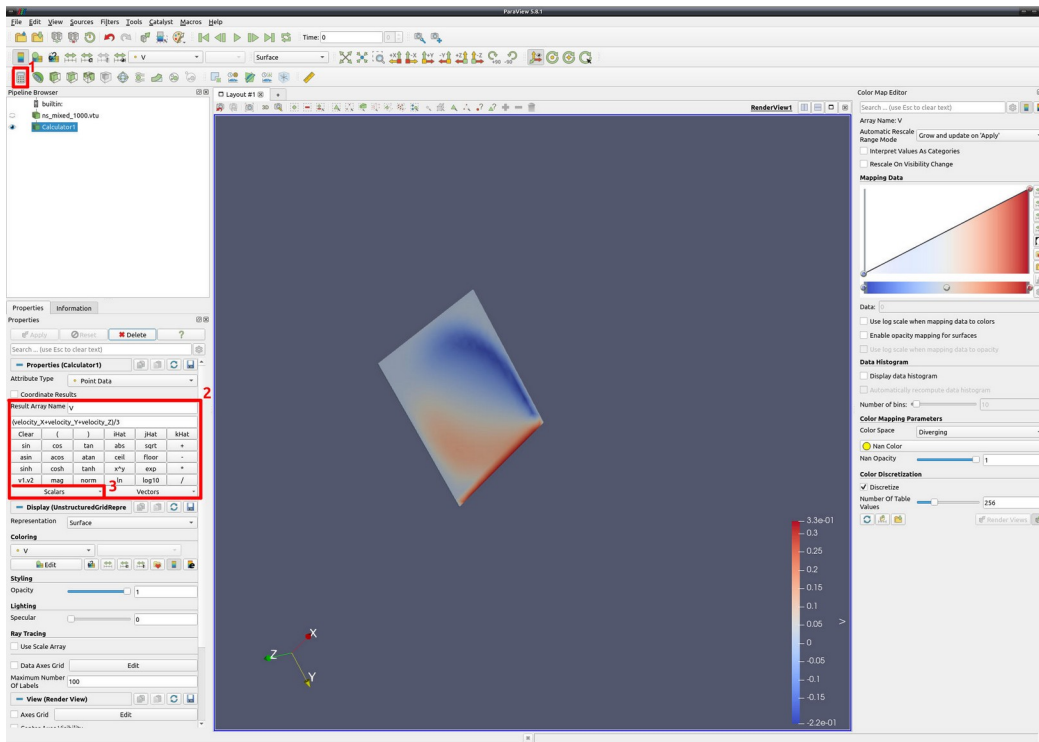 ParaView 5.8.1
File Edit View Sources Filters Tools Catalyst Macros Help
Time: 0
V
Surface
1
Pipeline Browser
builtin:
ns_mixed_1000.vtu
Calculator1
Properties Information
Properties
Apply Reset Delete ?
Search ... (use Esc to clear text)
Properties (Calculator1)
Attribute Type Point Data
Coordinate Results
2
Result Array Name V
(velocity_X+velocity_Y+velocity_Z)/3
Clear ( ) iHat jHat kHat
sin cos tan abs sqrt +
asin acos atan ceil floor -
sinh cosh tanh x^y exp *
v1.v2 mag norm ln log10 /
Scalars 3 Vectors
Display (UnstructuredGridRepre
Representation Surface
Coloring
V
Edit
Styling
Opacity 1
Lighting
Specular 0
Ray Tracing
Use Scale Array
Data Axes Grid Edit
Maximum Number
Of Labels 100
View (Render View)
Axes Grid Edit
Layout #1
RenderView1
X
Z
Y
3.3e-01
0.3
0.25
0.2
0.15
0.1
0.05
0
-0.05
-0.1
-0.15
-2.2e-01
V
Color Map Editor
Search ... (use Esc to clear text)
Array Name: V
Automatic Rescale
Range Mode Grow and update on 'Apply'
Interpret Values As Categories
Rescale On Visibility Change
Mapping Data
Data: 0
Use log scale when mapping data to colors
Enable opacity mapping for surfaces
Use log scale when mapping data to opacity
Data Histogram
Display data histogram
Automatically recompute data histogram
Number of bins: 10
Color Mapping Parameters
Color Space Diverging
Nan Color
Nan Opacity 1
Color Discretization
Discretize
Number Of Table
Values 256
Render Views